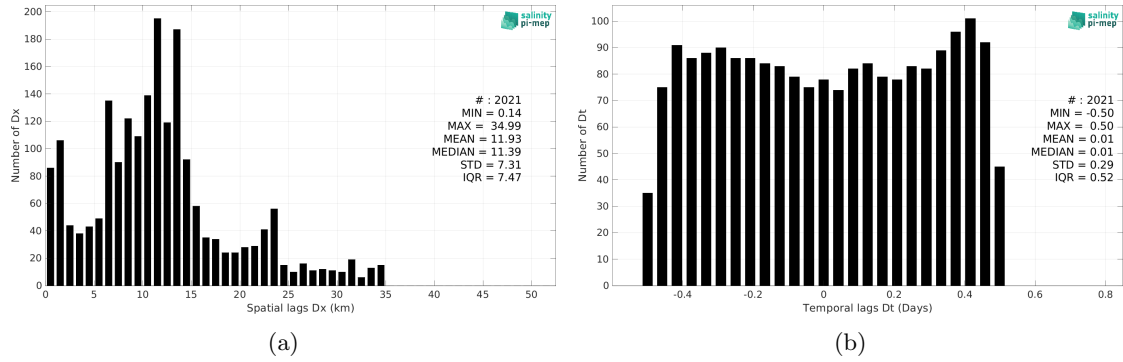 200
180
160
140
120
100
80
60
40
20
0
Number of Dx
salinity
pi-mep
# : 2021
MIN = 0.14
MAX = 34.99
MEAN = 11.93
MEDIAN = 11.39
STD = 7.31
IQR = 7.47
0 5 10 15 20 25 30 35 40 45 50
Spatial lags Dx (km)
(a)
100
90
80
70
60
50
40
30
20
10
0
Number of Dt
salinity
pi-mep
# : 2021
MIN = -0.50
MAX = 0.50
MEAN = 0.01
MEDIAN = 0.01
STD = 0.29
IQR = 0.52
-0.4 -0.2 0 0.2 0.4 0.6 0.8
Temporal lags Dt (Days)
(b)